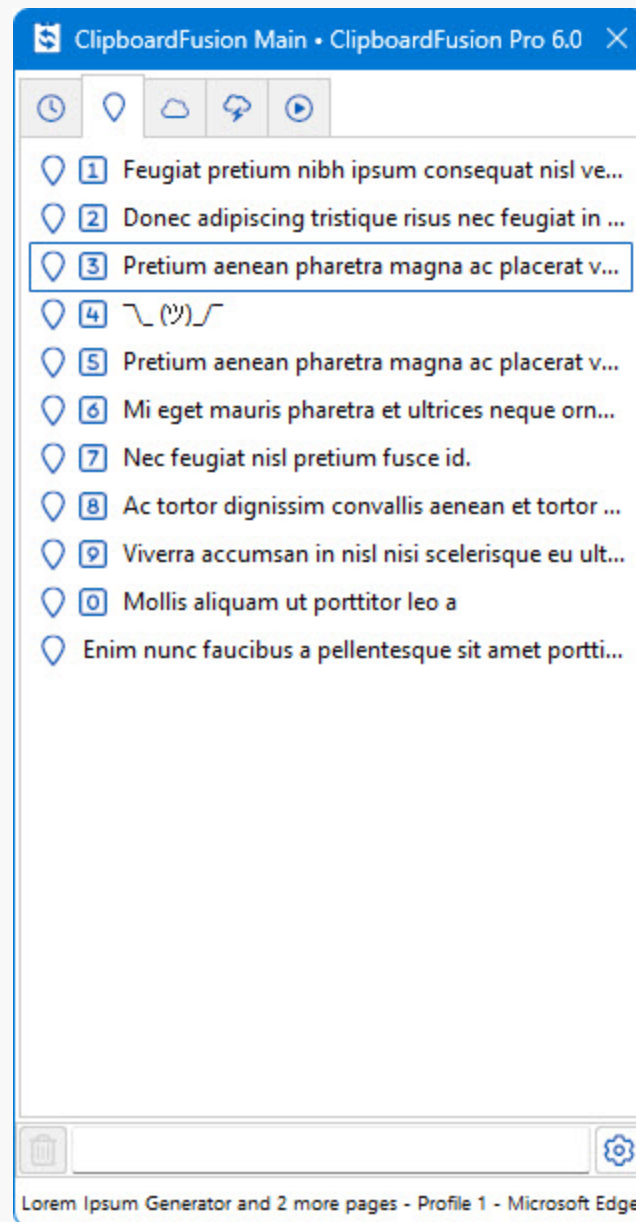 ClipboardFusion Main • ClipboardFusion Pro 6.0
1 Feugiat pretium nibh ipsum consequat nisl ve...
2 Donec adipiscing tristique risus nec feugiat in ...
3 Pretium aenean pharetra magna ac placerat v...
4 ¯\_(ツ)_/¯
5 Pretium aenean pharetra magna ac placerat v...
6 Mi eget mauris pharetra et ultrices neque orn...
7 Nec feugiat nisl pretium fusce id.
8 Ac tortor dignissim convallis aenean et tortor ...
9 Viverra accumsan in nisl nisi scelerisque eu ult...
0 Mollis aliquam ut porttitor leo a
Enim nunc faucibus a pellentesque sit amet portti...
Lorem Ipsum Generator and 2 more pages - Profile 1 - Microsoft Edge